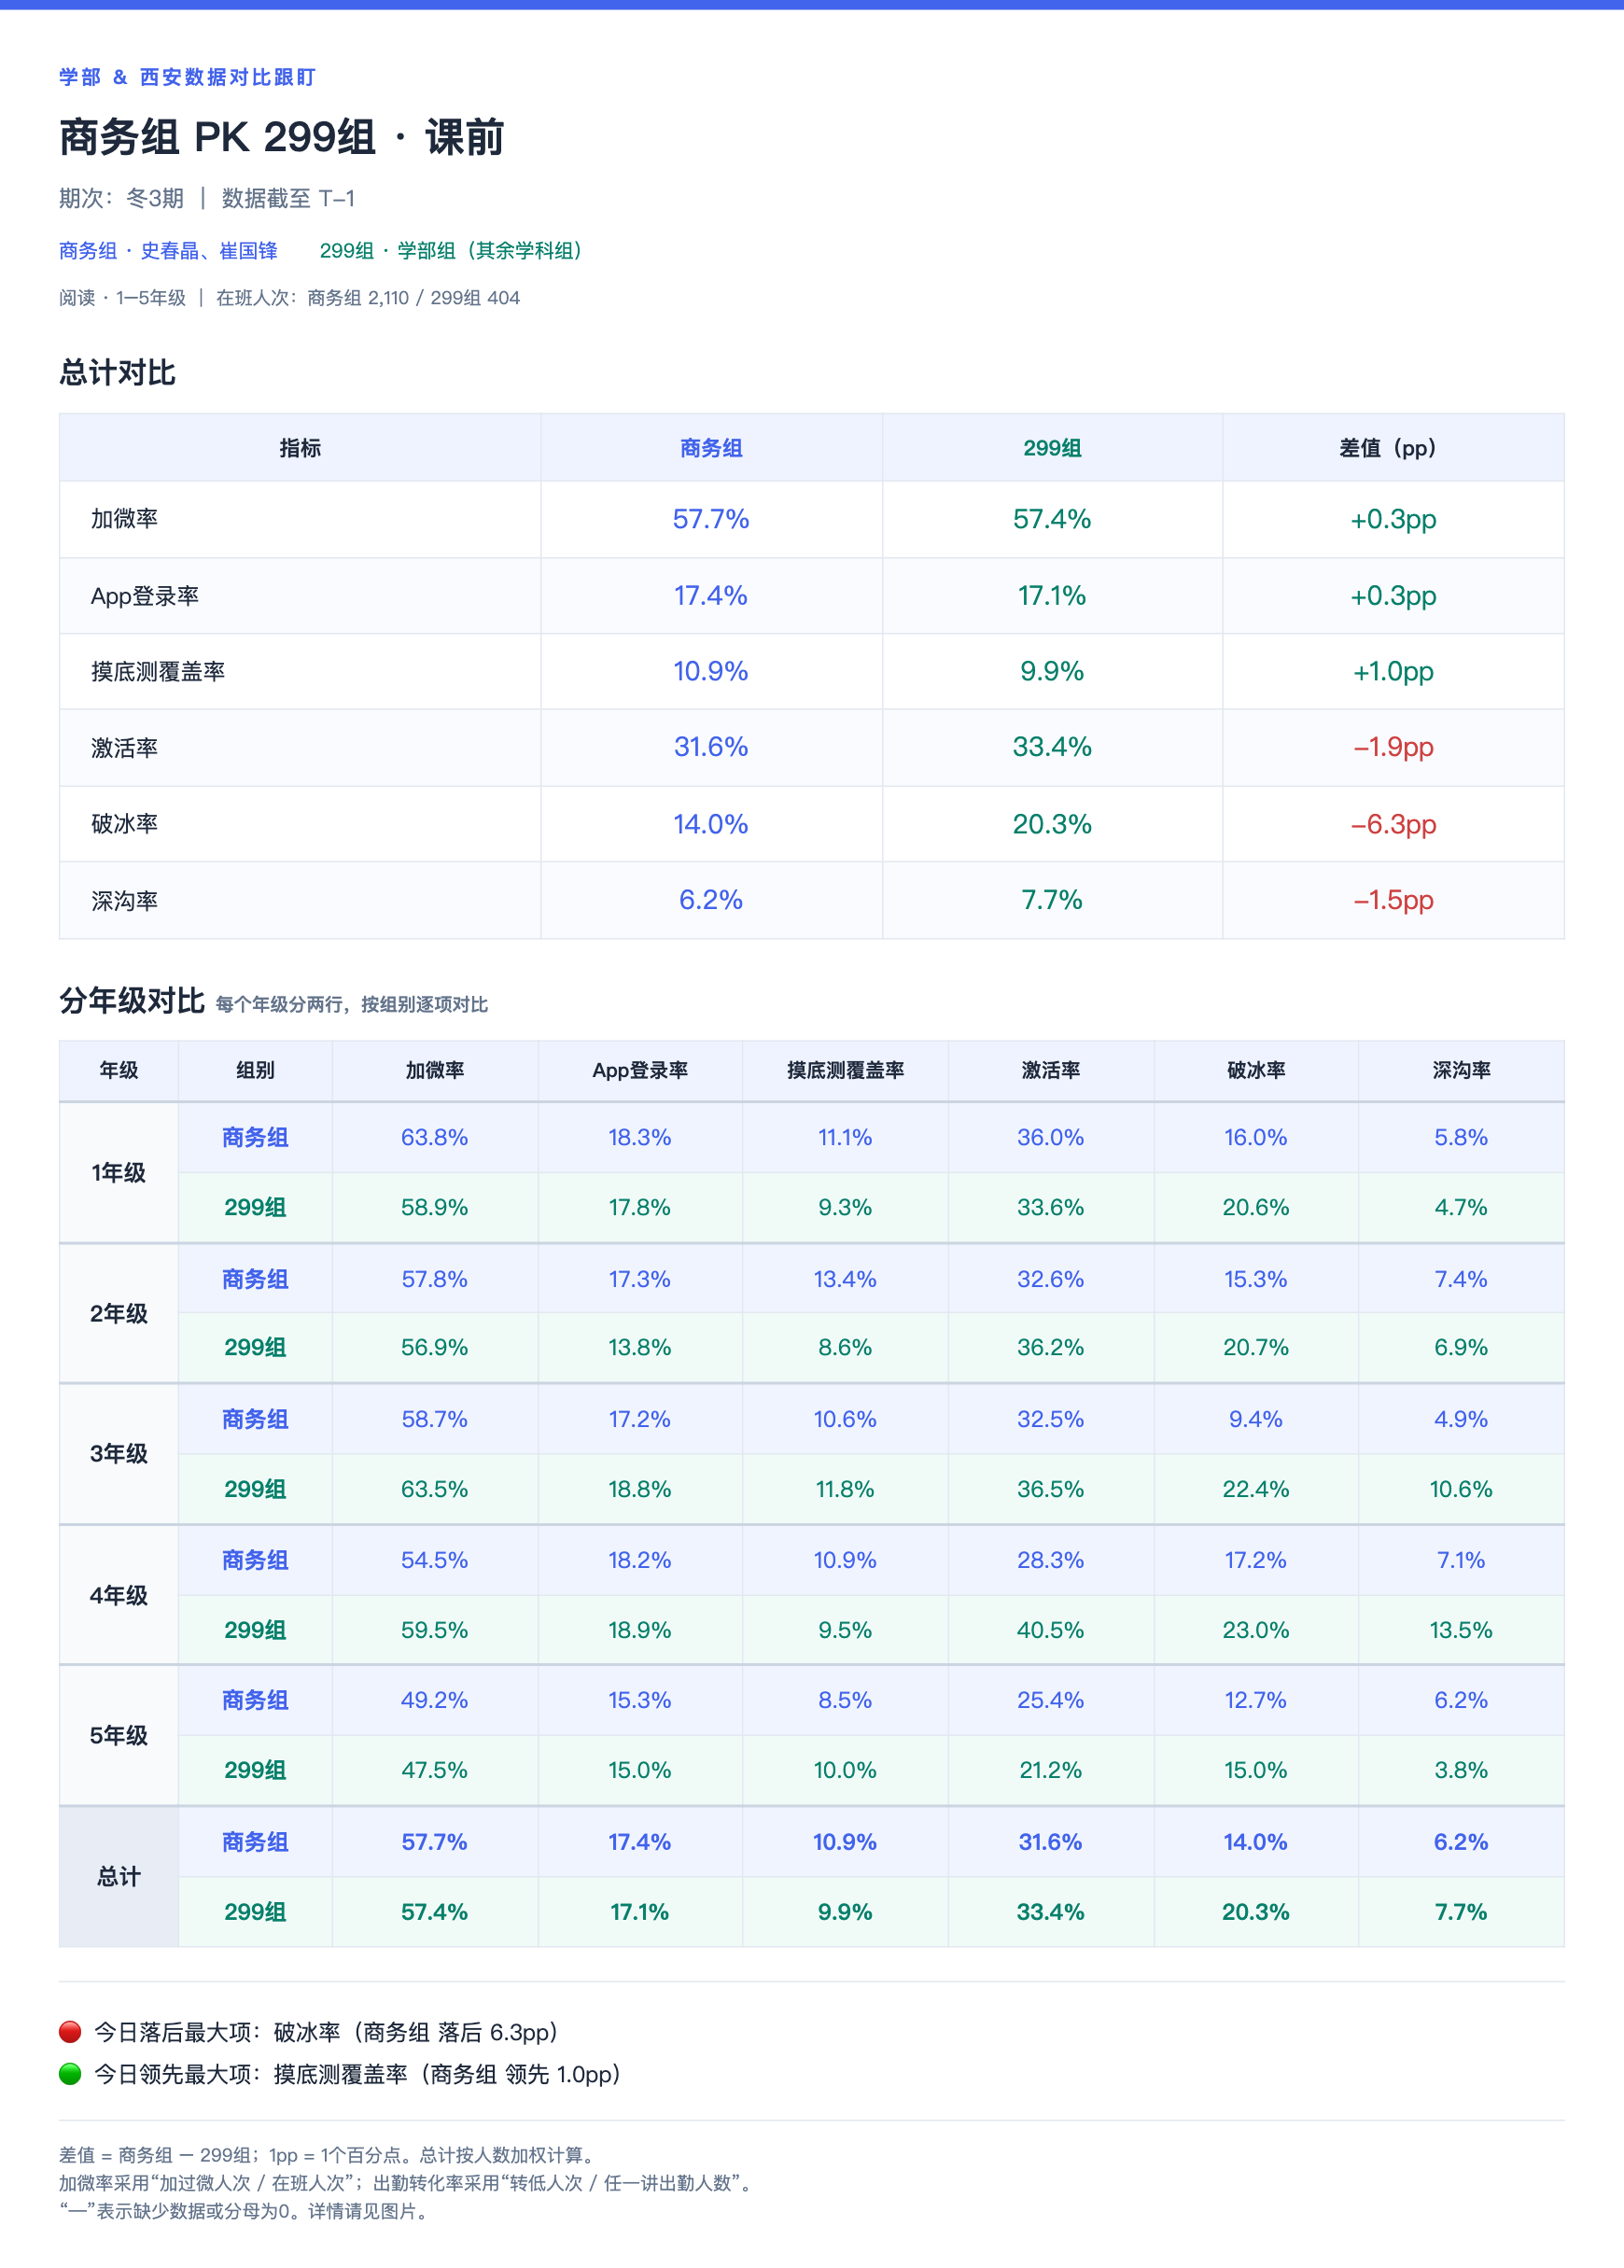 学部 & 西安数据对比跟盯
商务组 PK 299组 · 课前
期次：冬3期 | 数据截至 T–1
商务组 · 史春晶、崔国锋 299组 · 学部组（其余学科组）
阅读 · 1—5年级 | 在班人次：商务组 2,110 / 299组 404
总计对比
指标 商务组 299组 差值（pp）
加微率 57.7% 57.4% +0.3pp
App登录率 17.4% 17.1% +0.3pp
摸底测覆盖率 10.9% 9.9% +1.0pp
激活率 31.6% 33.4% –1.9pp
破冰率 14.0% 20.3% –6.3pp
深沟率 6.2% 7.7% –1.5pp
分年级对比 每个年级分两行，按组别逐项对比
年级 组别 加微率 App登录率 摸底测覆盖率 激活率 破冰率 深沟率
1年级
商务组 63.8% 18.3% 11.1% 36.0% 16.0% 5.8%
299组 58.9% 17.8% 9.3% 33.6% 20.6% 4.7%
2年级
商务组 57.8% 17.3% 13.4% 32.6% 15.3% 7.4%
299组 56.9% 13.8% 8.6% 36.2% 20.7% 6.9%
3年级
商务组 58.7% 17.2% 10.6% 32.5% 9.4% 4.9%
299组 63.5% 18.8% 11.8% 36.5% 22.4% 10.6%
4年级
商务组 54.5% 18.2% 10.9% 28.3% 17.2% 7.1%
299组 59.5% 18.9% 9.5% 40.5% 23.0% 13.5%
5年级
商务组 49.2% 15.3% 8.5% 25.4% 12.7% 6.2%
299组 47.5% 15.0% 10.0% 21.2% 15.0% 3.8%
总计
商务组 57.7% 17.4% 10.9% 31.6% 14.0% 6.2%
299组 57.4% 17.1% 9.9% 33.4% 20.3% 7.7%
今日落后最大项：破冰率（商务组 落后 6.3pp）
今日领先最大项：摸底测覆盖率（商务组 领先 1.0pp）
差值 = 商务组 — 299组；1pp = 1个百分点。总计按人数加权计算。
加微率采用“加过微人次 / 在班人次”；出勤转化率采用“转低人次 / 任一讲出勤人数”。
“—”表示缺少数据或分母为0。详情请见图片。